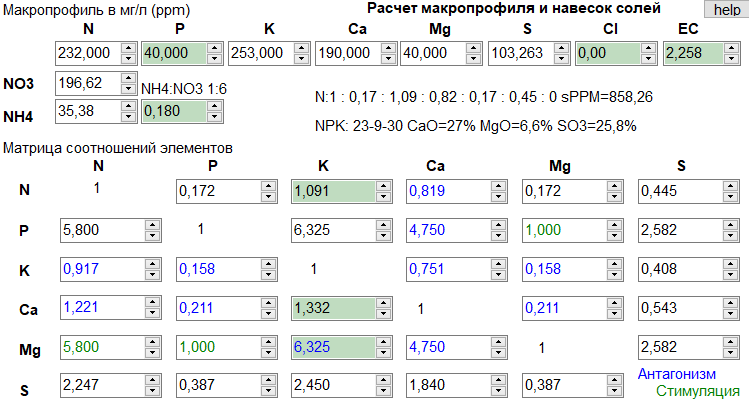 Макропрофиль в мг/л (ppm) Расчет макропрофиля и навесок солей help
N P K Ca Mg S Cl EC
232,000 40,000 253,000 190,000 40,000 103,263 0,00 2,258
NO3 196,62 NH4:NO3 1:6
NH4 35,38 0,180
N:1 : 0,17 : 1,09 : 0,82 : 0,17 : 0,45 : 0 sPPM=858,26
NPK: 23-9-30 CaO=27% MgO=6,6% SO3=25,8%
Матрица соотношений элементов
N P K Ca Mg S
N 1 0,172 1,091 0,819 0,172 0,445
P 5,800 1 6,325 4,750 1,000 2,582
K 0,917 0,158 1 0,751 0,158 0,408
Ca 1,221 0,211 1,332 1 0,211 0,543
Mg 5,800 1,000 6,325 4,750 1 2,582
S 2,247 0,387 2,450 1,840 0,387
Антагонизм
Стимуляция